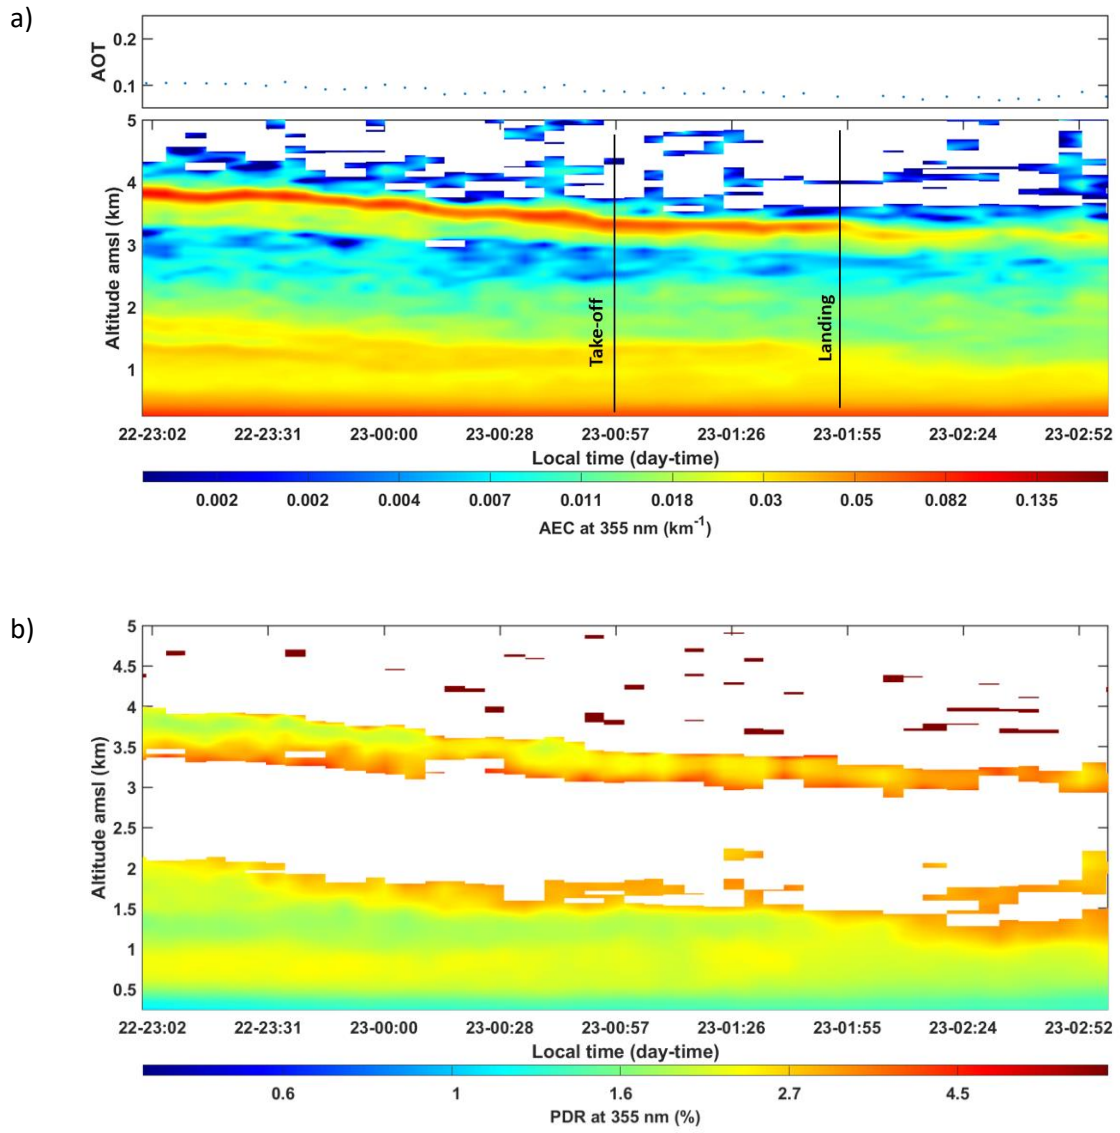 a)
0.2
AOT
0.1
5
4
3
2
1
Altitude amsl (km)
Take-off
Landing
22-23:02 22-23:31 23-00:00 23-00:28 23-00:57 23-01:26 23-01:55 23-02:24 23-02:52
Local time (day-time)
0.002 0.002 0.004 0.007 0.011 0.018 0.03 0.05 0.082 0.135
AEC at 355 nm (km-1)
b)
5
4.5
4
3.5
3
2.5
2
1.5
1
0.5
Altitude amsl (km)
22-23:02 22-23:31 23-00:00 23-00:28 23-00:57 23-01:26 23-01:55 23-02:24 23-02:52
Local time (day-time)
0.6 1 1.6 2.7 4.5
PDR at 355 nm (%)